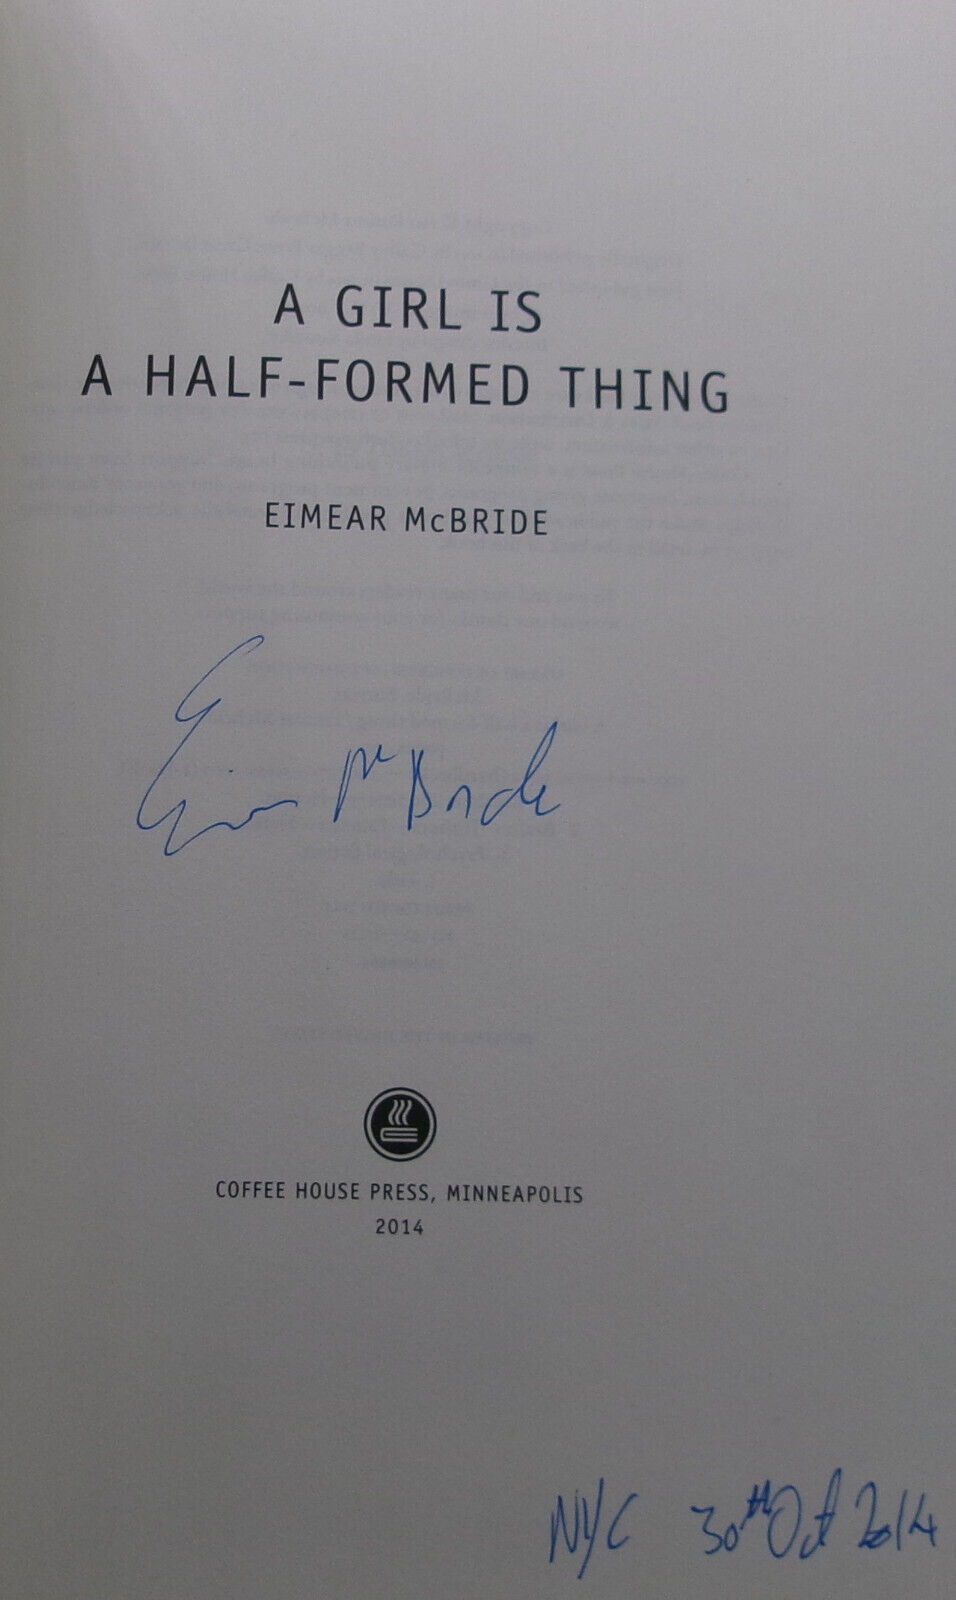 A GIRL IS
A HALF-FORMED THING
EIMEAR McBRIDE
Eimear McBride
COFFEE HOUSE PRESS, MINNEAPOLIS
2014
NYC 30th Oct 2014